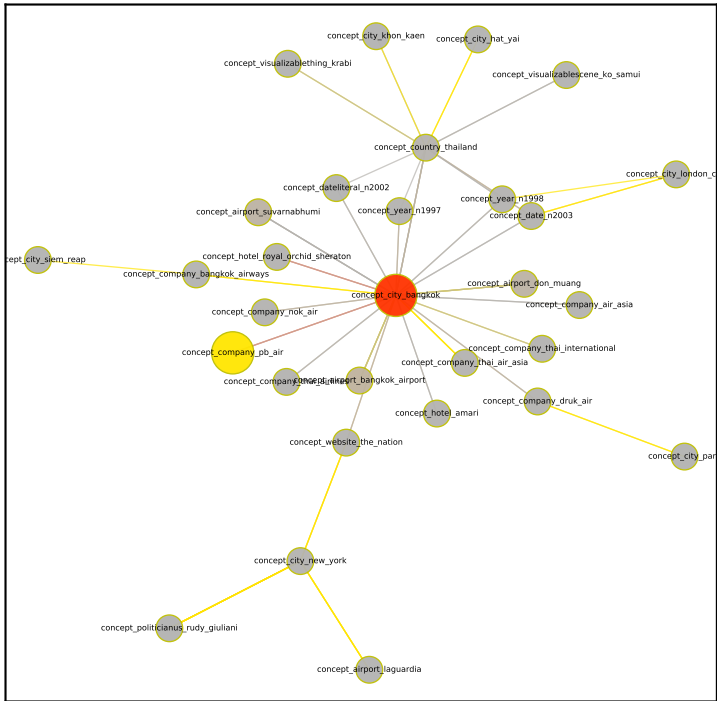 concept_city_khon_kaen
concept_city_hat_yai
concept_visualizablething_krabi
concept_visualizablescene_ko_samui
concept_country_thailand
concept_city_london_c
concept_dateliteral_n2002
concept_year_n1998
concept_airport_suvarnabhumi
concept_year_n1997
concept_date_n2003
concept_hotel_royal_orchid_sheraton
cept_city_siem_reap
concept_company_bangkok_airways
concept_airport_don_muang
concept_city_bangkok
concept_company_air_asia
concept_company_nok_air
concept_company_thai_international
concept_company_pb_air
concept_company_thai_air_asia
concept_airport_bangkok_airport
concept_company_druk_air
concept_hotel_amari
concept_website_the_nation
concept_city_par
concept_city_new_york
concept_politicianus_rudy_giuliani
concept_airport_laguardia